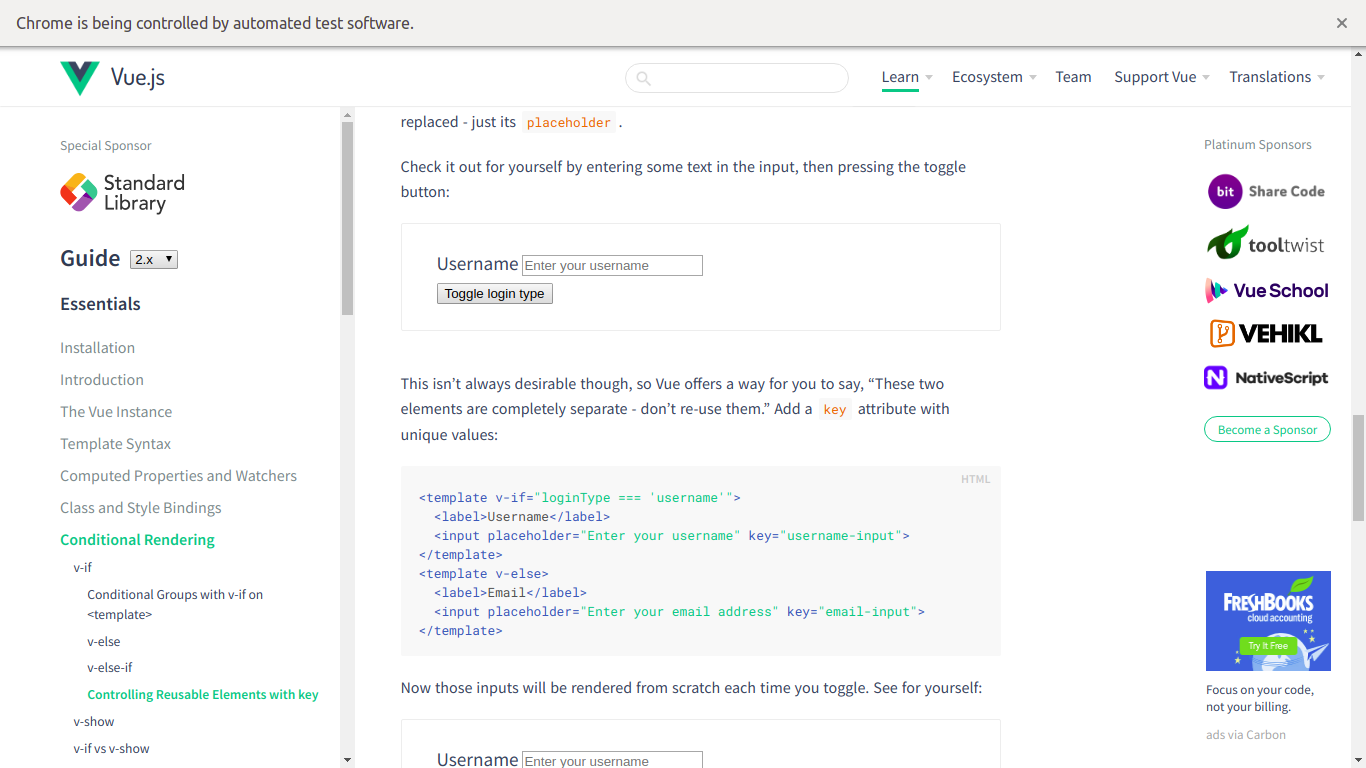 Chrome is being controlled by automated test software.
Vue.js
Learn
Ecosystem
Team
Support Vue
Translations
Special Sponsor
Standard
Library
Guide 2.x
Essentials
Installation
Introduction
The Vue Instance
Template Syntax
Computed Properties and Watchers
Class and Style Bindings
Conditional Rendering
v-if
Conditional Groups with v-if on
<template>
v-else
v-else-if
Controlling Reusable Elements with key
v-show
v-if vs v-show
replaced - just its placeholder .
Check it out for yourself by entering some text in the input, then pressing the toggle
button:
Username Enter your username
Toggle login type
This isn’t always desirable though, so Vue offers a way for you to say, “These two
elements are completely separate - don’t re-use them.” Add a key attribute with
unique values:
HTML
<template v-if="loginType === 'username'">
<label>Username</label>
<input placeholder="Enter your username" key="username-input">
</template>
<template v-else>
<label>Email</label>
<input placeholder="Enter your email address" key="email-input">
</template>
Now those inputs will be rendered from scratch each time you toggle. See for yourself:
Username Enter your username
Platinum Sponsors
bit Share Code
tooltwist
Vue School
VEHIKL
NativeScript
Become a Sponsor
FRESHBOOKS
cloud accounting
Try It Free
Focus on your code,
not your billing.
ads via Carbon